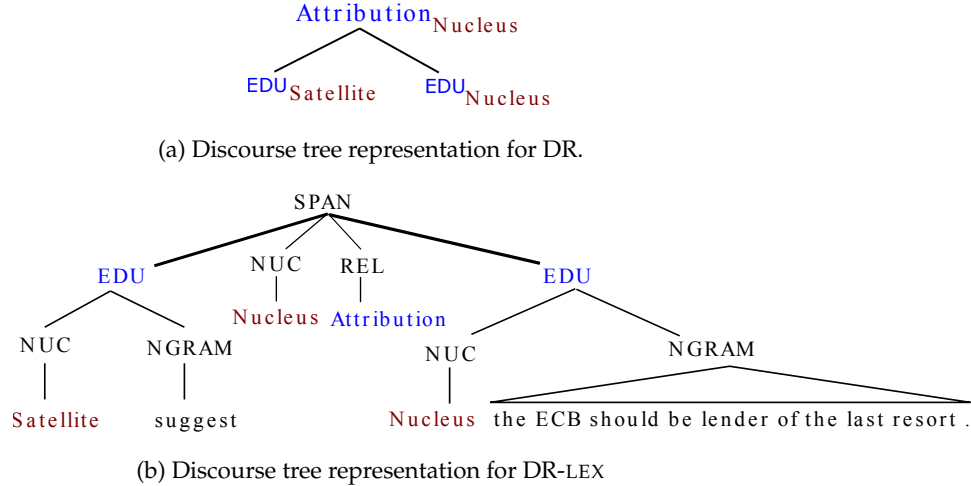 Attribution Nucleus
EDU Satellite EDU Nucleus
(a) Discourse tree representation for DR.
SPAN
EDU NUC REL EDU
Nucleus Attribution
NUC NGRAM NUC NGRAM
Satellite suggest Nucleus the ECB should be lender of the last resort .
(b) Discourse tree representation for DR-LEX